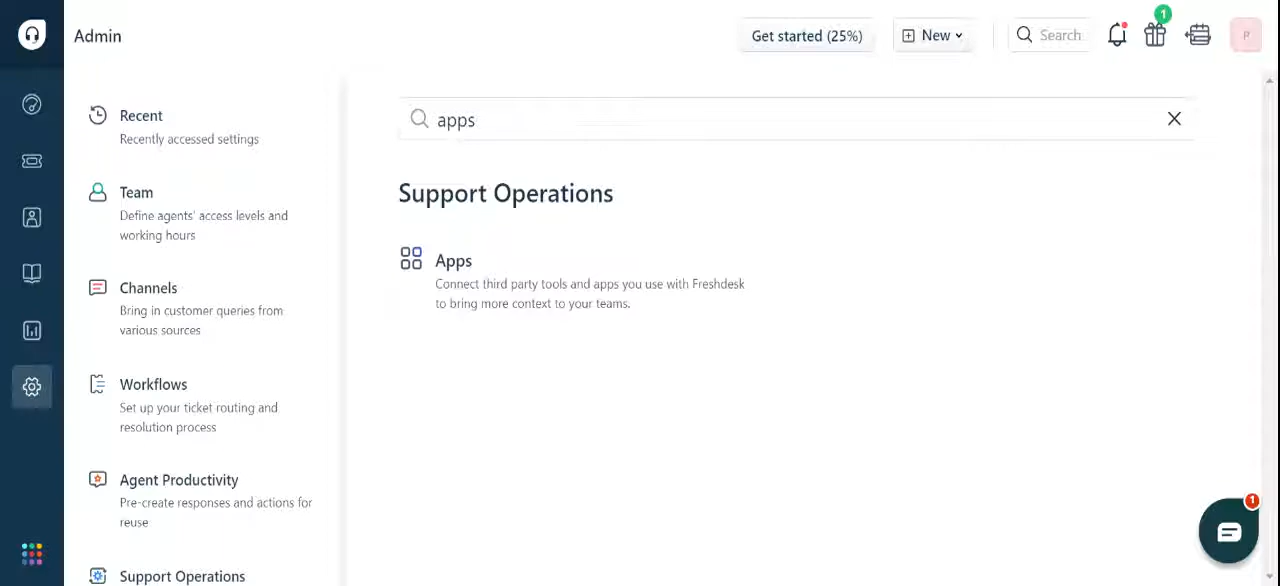 Admin
Get started (25%)
New
Search
1
P
Recent
Recently accessed settings
Team
Define agents' access levels and
working hours
Channels
Bring in customer queries from
various sources
Workflows
Set up your ticket routing and
resolution process
Agent Productivity
Pre-create responses and actions for
reuse
Support Operations
apps
Support Operations
Apps
Connect third party tools and apps you use with Freshdesk
to bring more context to your teams.
1